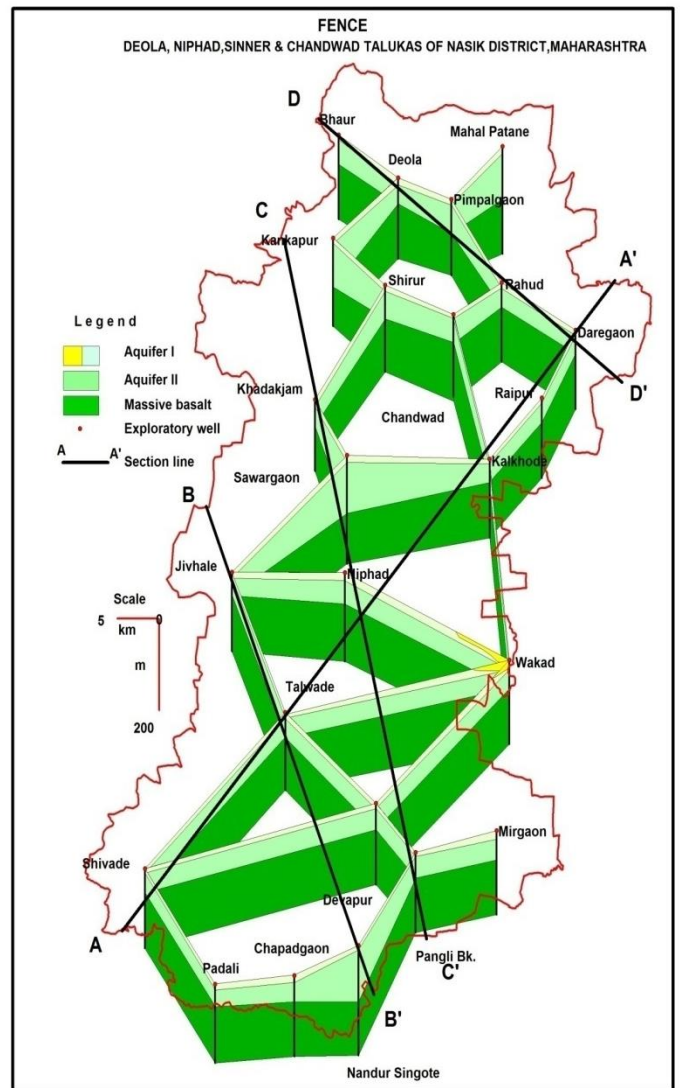 FENCE
DEOLA, NIPHAD,SINNER & CHANDWAD TALUKAS OF NASIK DISTRICT,MAHARASHTRA
D
Bhaur
Mahal Patane
Deola
Pimpalgaon
C
Kankapur
A'
Shirur
Rahud
Legend
Daregaon
Aquifer I
Aquifer II
Massive basalt
Exploratory well
A A' Section line
Khadakjam
Raipur
D'
Chandwad
Kalkhode
Sawargaon
B
Jivhale
Niphad
Scale
5 0
km
m
200
Wakad
Talwade
Mirgaon
Shivade
Devapur
A
Chapadgaon
Pangli Bk.
Padali
C'
B'
Nandur Singote